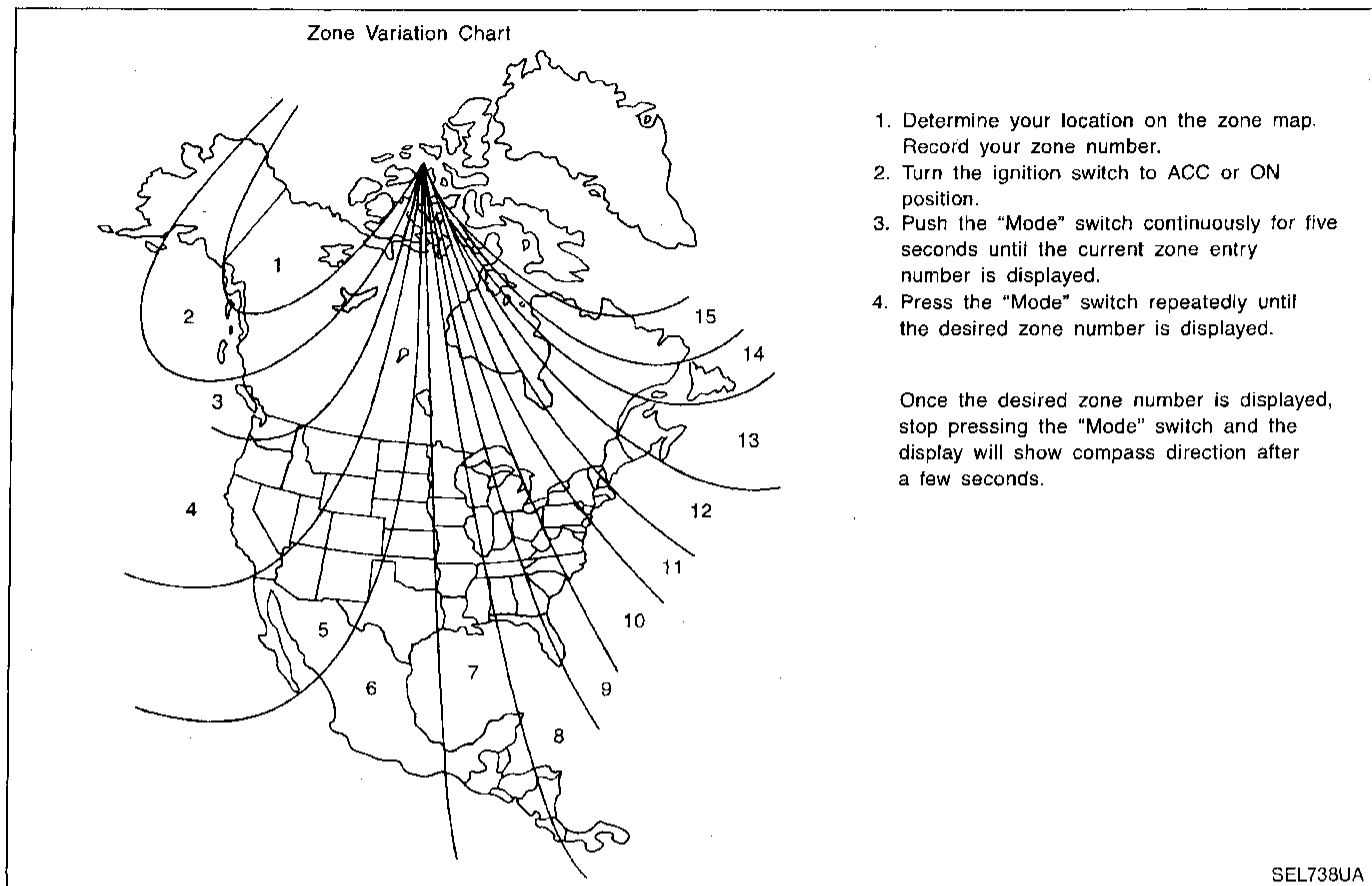 Zone Variation Chart
1
2
3
4
5
6
7
8
9
10
11
12
13
14
15
1. Determine your location on the zone map.
Record your zone number.
2. Turn the ignition switch to ACC or ON
position.
3. Push the “Mode” switch continuously for five
seconds until the current zone entry
number is displayed.
4. Press the “Mode” switch repeatedly until
the desired zone number is displayed.
Once the desired zone number is displayed,
stop pressing the “Mode” switch and the
display will show compass direction after
a few seconds.
SEL738UA